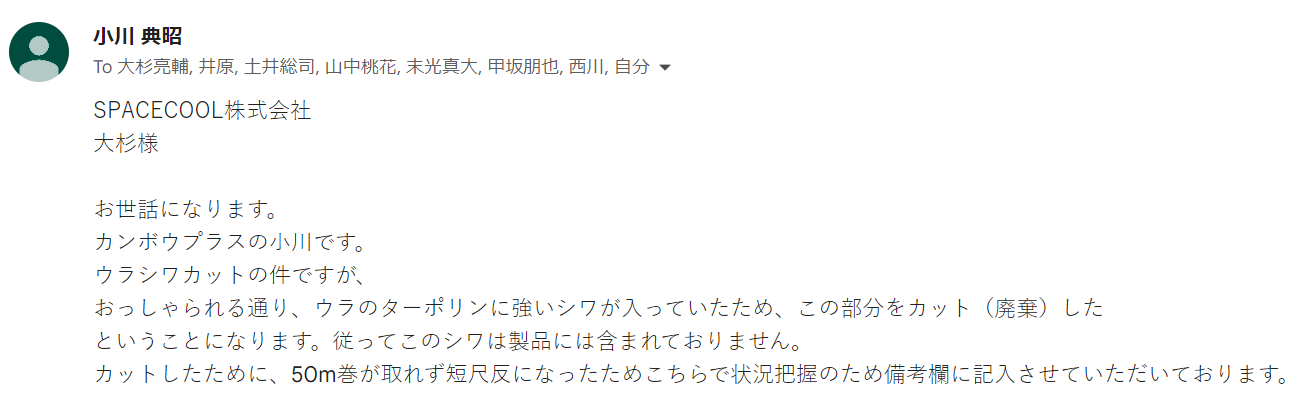 小川 典昭
To 大杉亮輔, 井原, 土井総司, 山中桃花, 末光真大, 甲坂朋也, 西川, 自分
SPACECOOL株式会社
大杉様
お世話になります。
カンボウプラスの小川です。
ウラシワカットの件ですが、
おっしゃられる通り、ウラのターポリンに強いシワが入っていたため、この部分をカット（廃棄）した
ということになります。従ってこのシワは製品には含まれておりません。
カットしたために、50m巻が取れず短尺反になったためこちらで状況把握のため備考欄に記入させていただいております。